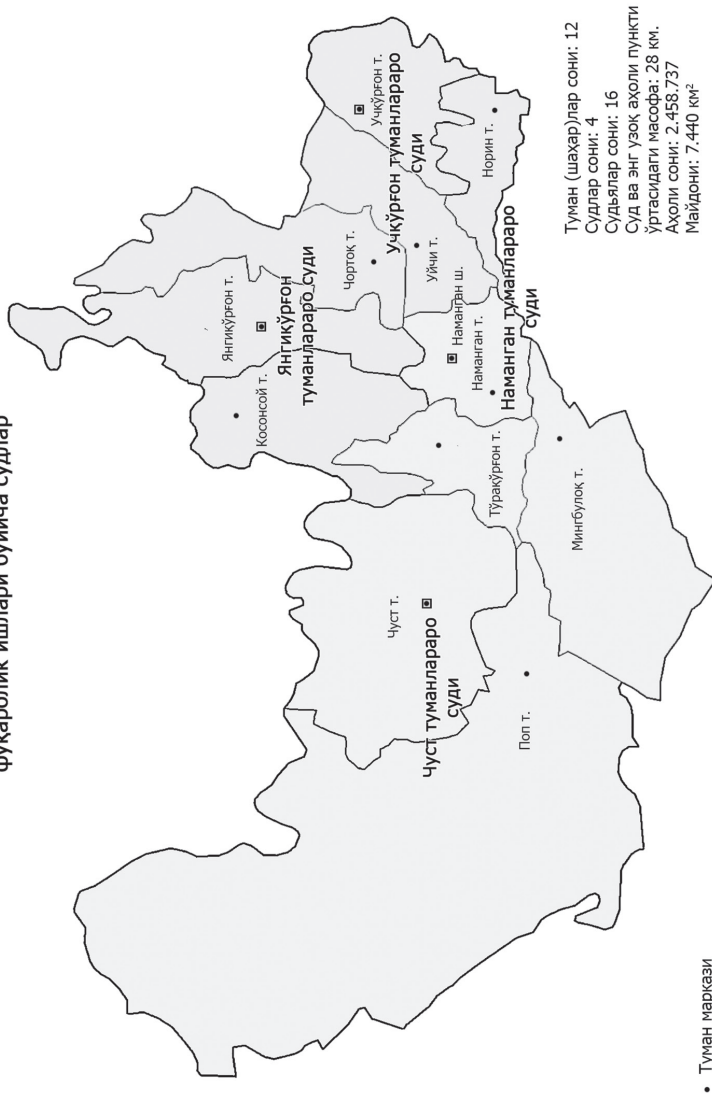 фуқаролик ишлари бўйича судлар
Учқўрғон т.
Учқўрғон туманлараро
суди
Норин т.
Янгиқўрғон т.
Янгиқўрғон
туманлараро суди
Чортоқ т.
Уйчи т.
Косонсой т.
Наманган ш.
Наманган т.
Наманган туманлараро
суди
Тўрақўрғон т.
Мингбулоқ т.
Чуст т.
Чуст туманлараро
суди
Поп т.
Туман (шаҳар)лар сони: 12
Судлар сони: 4
Судьялар сони: 16
Суд ва энг узоқ аҳоли пункти
ўртасидаги масофа: 28 км.
Аҳоли сони: 2.458.737
Майдони: 7.440 км²
• Туман маркази